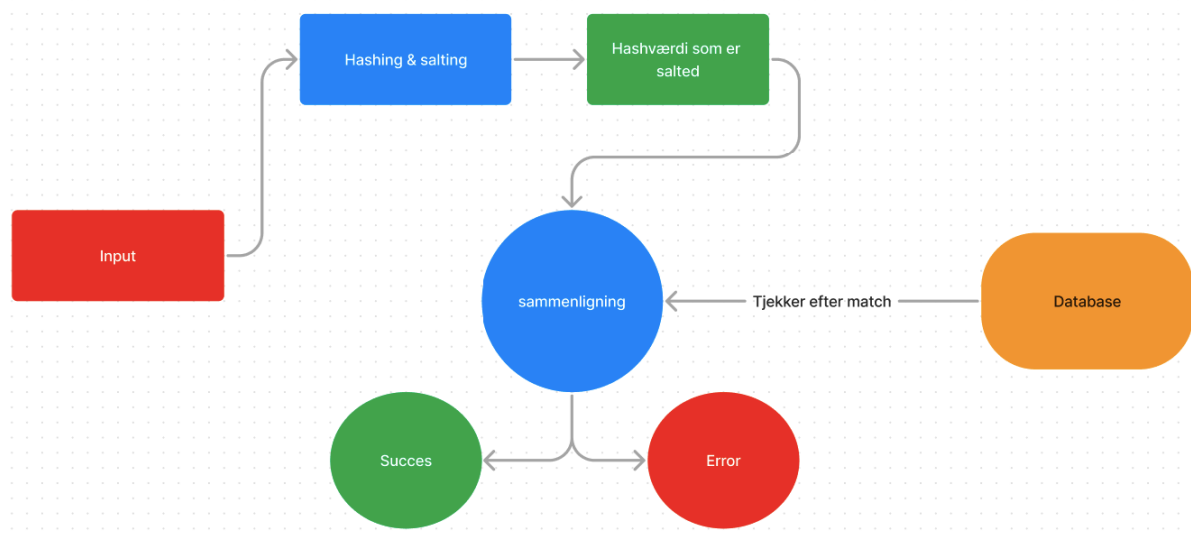 Hashing & salting
Hashværdi som er
salted
Input
sammenligning
Tjekker efter match
Database
Succes
Error